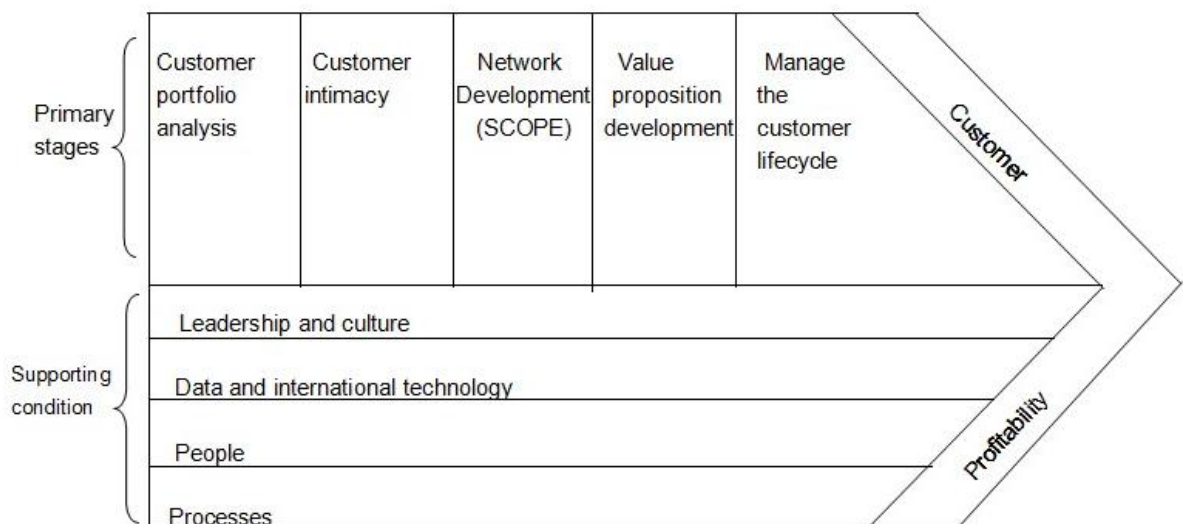 Primary
stages
Customer
portfolio
analysis
Customer
intimacy
Network
Development
(SCOPE)
Value
proposition
development
Manage
the
customer
lifecycle
Customer
Supporting
condition
Leadership and culture
Data and international technology
People
Processes
Profitability